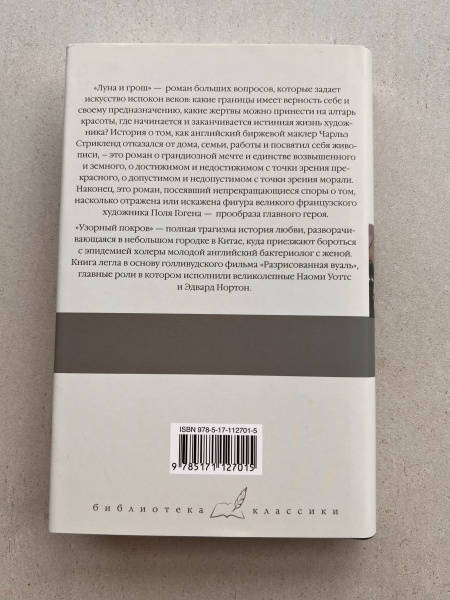 «Луна и грош» — роман больших вопросов, которые задает
искусство испокон веков: какие границы имеет верность себе и
своему предназначению, какие жертвы можно принести на алтарь
красоты, где начинается и заканчивается истинная жизнь худож-
ника? История о том, как английский биржевой маклер Чарльз
Стрикленд отказался от дома, семьи, работы и посвятил себя живо-
писи, – это роман о грандиозной мечте и единстве возвышенного
и земного, о достижимом и недостижимом с точки зрения пре-
красного, о допустимом и недопустимом с точки зрения морали.
Наконец, это роман, посеявший непрекращающиеся споры о том,
насколько отражена или искажена фигура великого французского
художника Поля Гогена — прообраза главного героя.
«Узорный покров» — полная трагизма история любви, разворачи-
вающаяся в небольшом городке в Китае, куда приезжают бороться
с эпидемией холеры молодой английский бактериолог с женой.
Книга легла в основу голливудского фильма "Разрисованная вуаль",
главные роли в котором исполнили великолепные Наоми Уоттс
и Эдвард Нортон.
ISBN 978-5-17-112701-5
9 785171 127015
библиотека классики